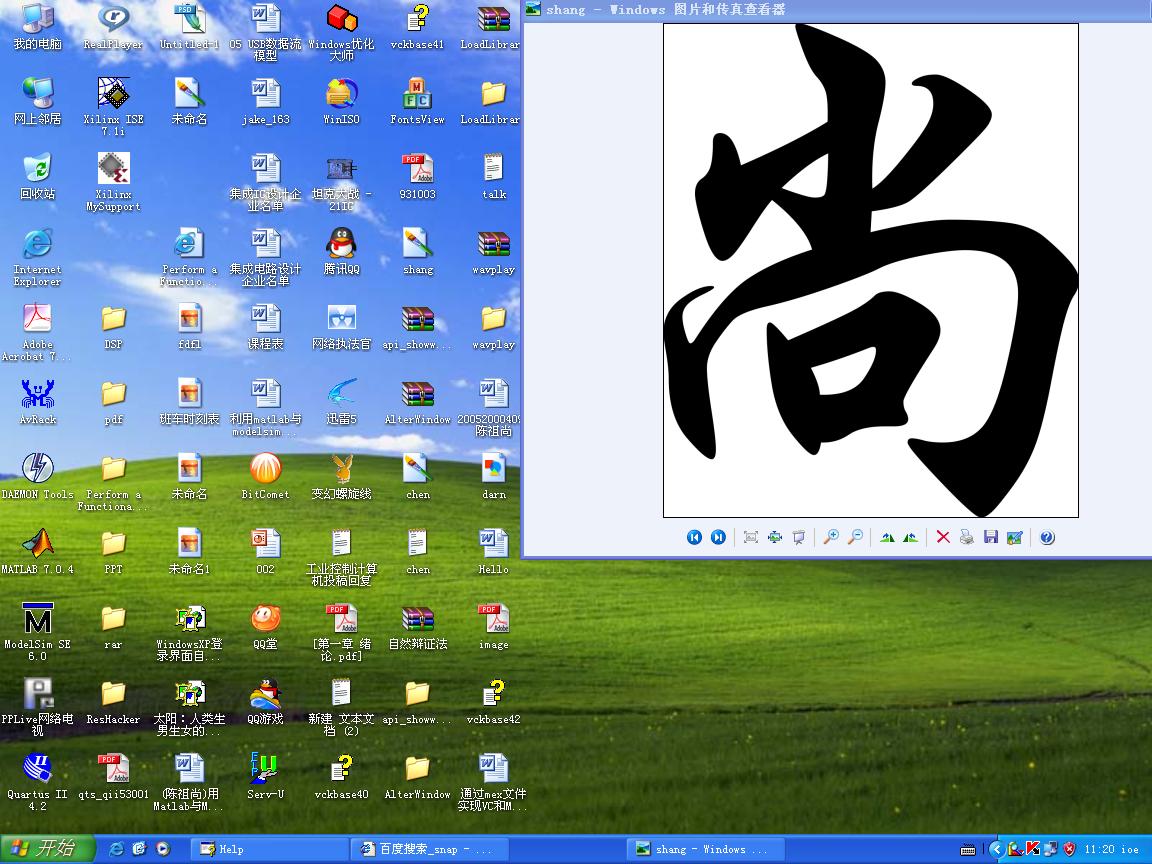 我的电脑
RealPlayer
Untitled-1
05 USB数据流
模型
Windows优化
大师
vckbase41
LoadLibrar
网上邻居
Xilinx ISE
7.1i
未命名
jake_163
WinISO
FontsView
LoadLibrar
回收站
Xilinx
MySupport
集成IC设计企
业名单
坦克大战 -
21IC
931003
talk
Internet
Explorer
Perform a
Functio...
集成电路设计
企业名单
腾讯QQ
shang
wavplay
Adobe
Acrobat 7...
DSP
fdf1
课程表
网络执法官
api_showw...
wavplay
AvRack
pdf
班车时刻表
利用matlab与
modelsim...
迅雷5
AlterWindow
2005200040
陈祖尚
DAEMON Tools
Perform a
Functiona...
未命名
BitComet
变幻螺旋线
chen
darn
MATLAB 7.0.4
PPT
未命名1
002
工业控制计算
机投稿回复
chen
Hello
ModelSim SE
6.0
rar
WindowsXP登
录界面自...
QQ堂
[第一章 绪
论.pdf]
自然辩证法
image
PPLive网络电
视
ResHacker
太阳：人类生
男生女的...
QQ游戏
新建 文本文
档 (2)
api_showw...
vckbase42
Quartus II
4.2
qts_qii53001
(陈祖尚)用
Matlab与M...
Serv-U
vckbase40
AlterWindow
通过mex文件
实现VC和M...
shang - Windows 图片和传真查看器
尚
开始
Help
百度搜索_snap - ...
shang - Windows ...
11:20 ioe